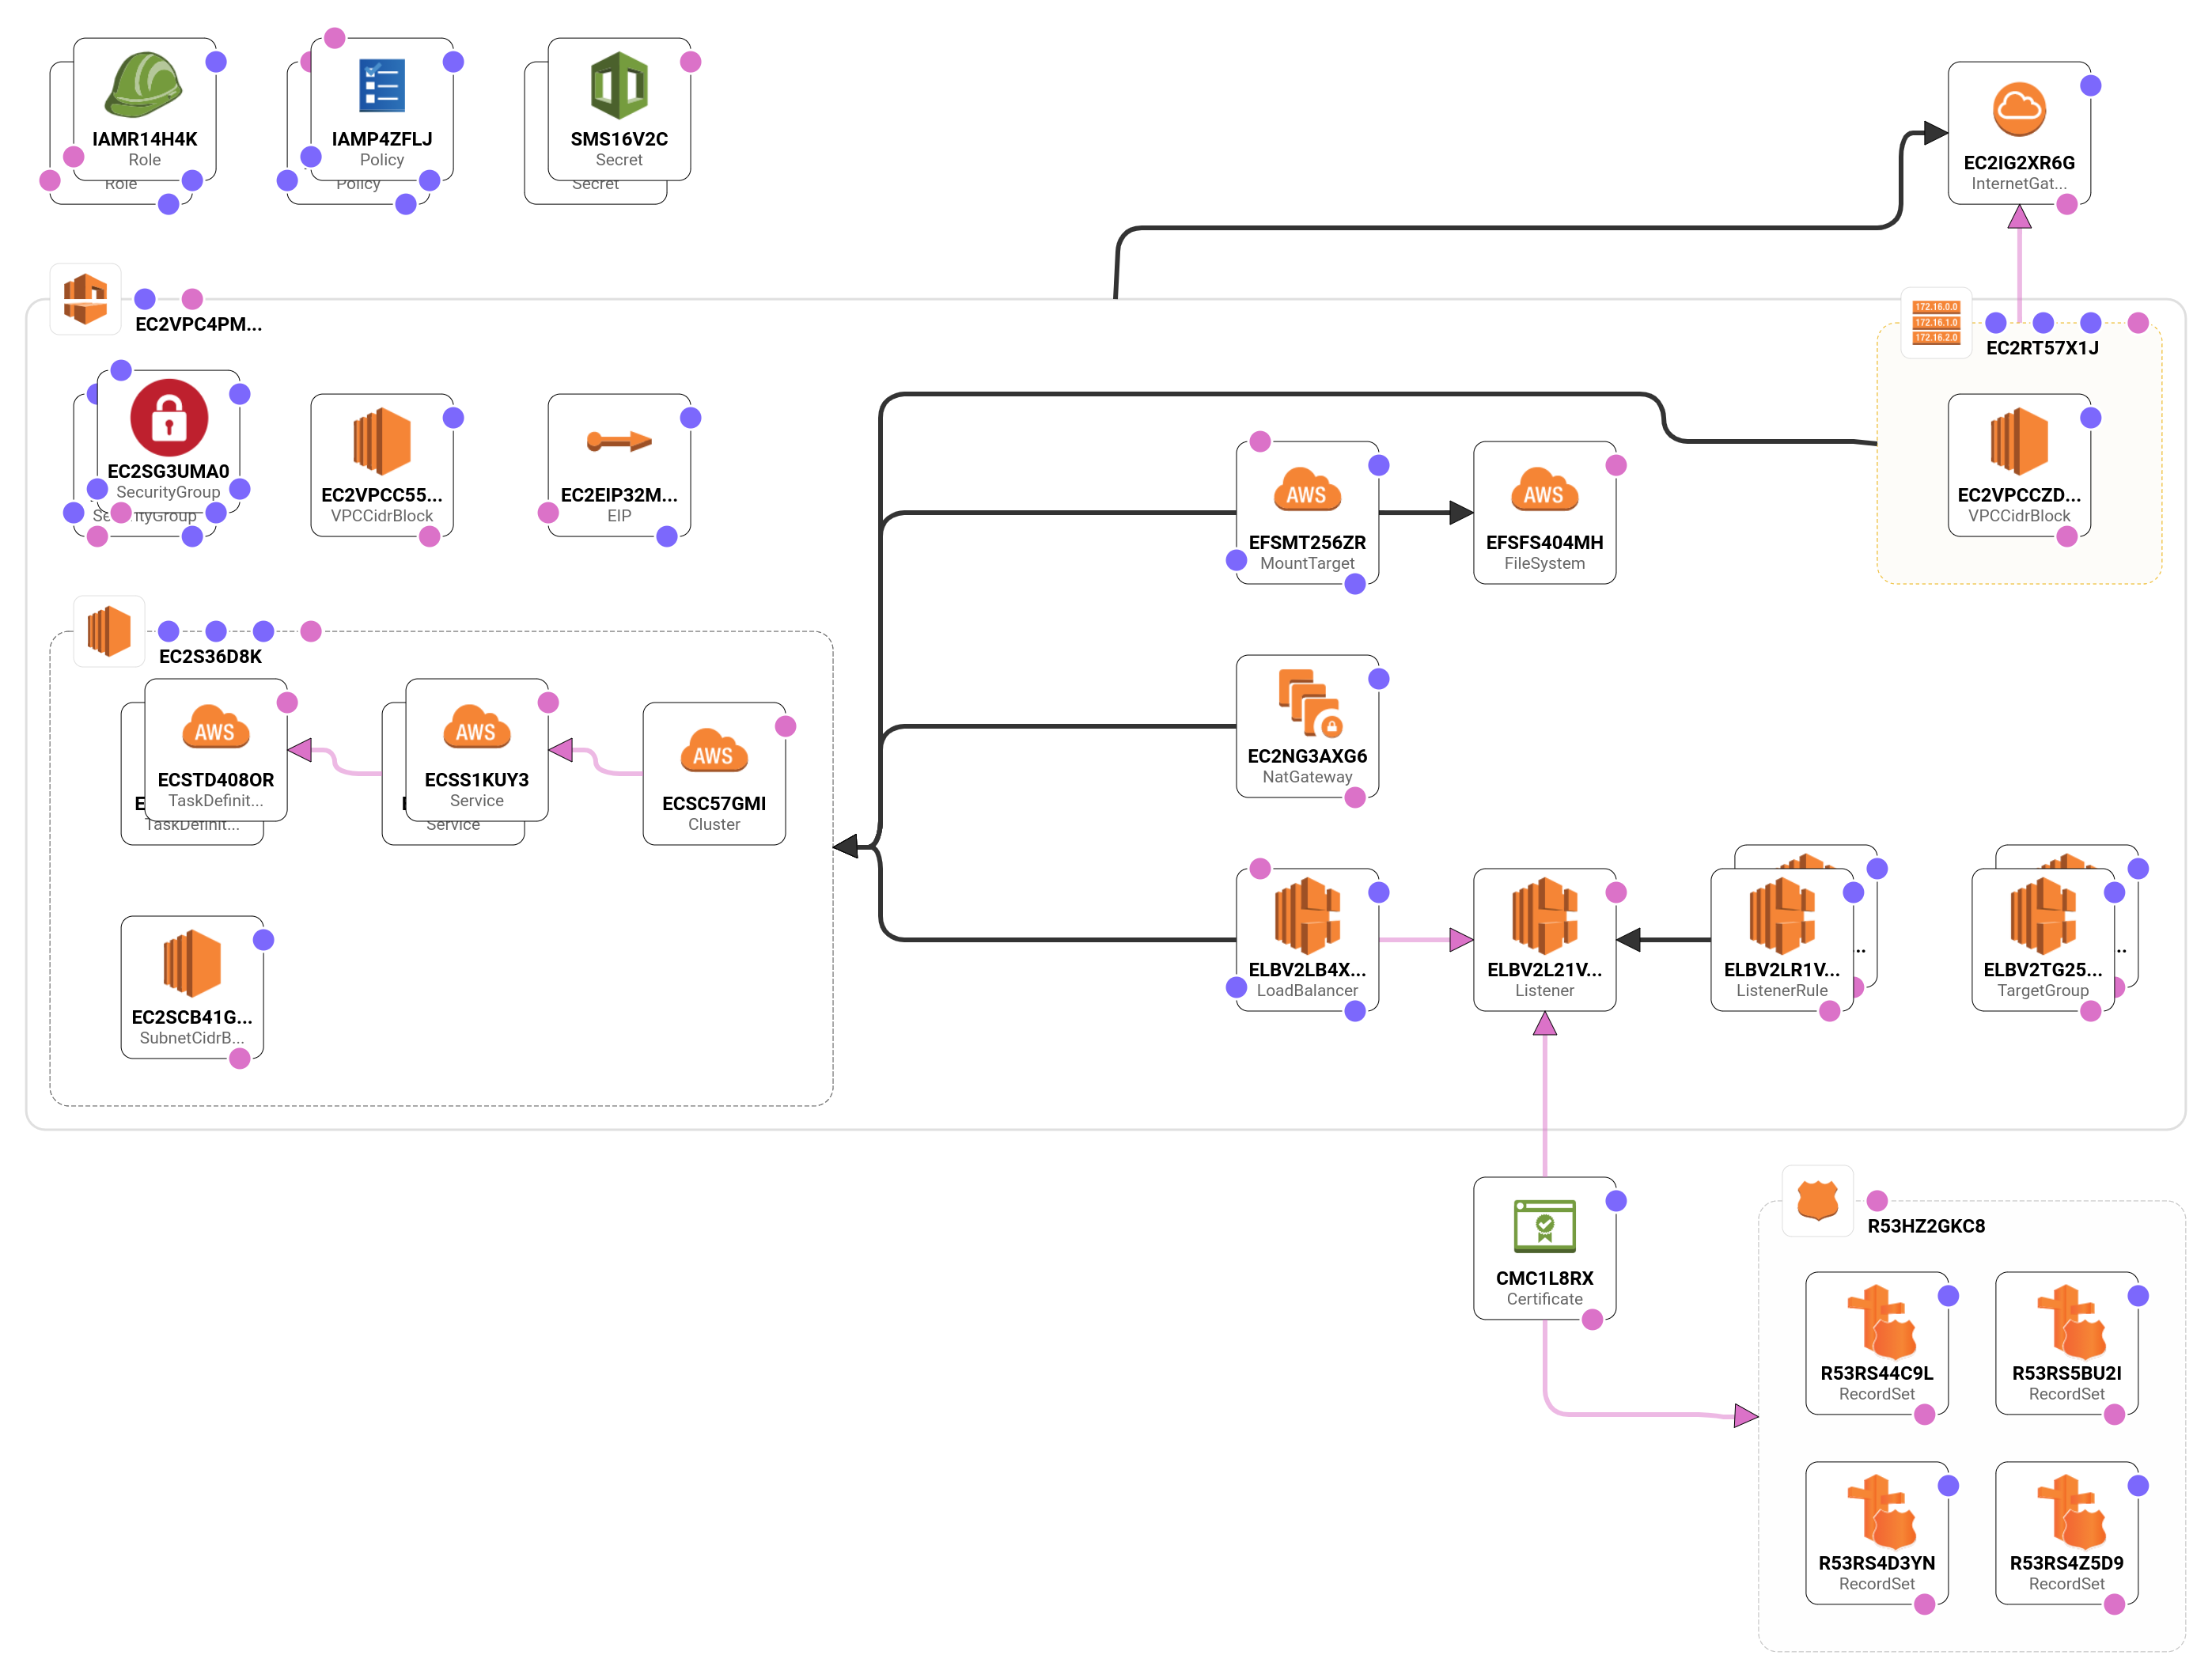 IAMR14H4K
Role
Role
IAMP4ZFLJ
Policy
Policy
SMS16V2C
Secret
Secret
EC2IG2XR6G
InternetGat...
EC2VPC4PM...
172.16.0.0
172.16.1.0
172.16.2.0
EC2RT57X1J
EC2SG3UMA0
SecurityGroup
SecurityGroup
EC2VPCC55...
VPCCidrBlock
EC2EIP32M...
EIP
AWS
EFSMT256ZR
MountTarget
AWS
EFSFS404MH
FileSystem
EC2VPCCZD...
VPCCidrBlock
EC2S36D8K
AWS
ECSTD408OR
TaskDefinit...
E
TaskDefinit...
AWS
ECSS1KUY3
Service
Service
AWS
ECSC57GMI
Cluster
EC2NG3AXG6
NatGateway
ELBV2LB4X...
LoadBalancer
ELBV2L21V...
Listener
ELBV2LR1V...
ListenerRule
ELBV2TG25...
TargetGroup
EC2SCB41G...
SubnetCidrB...
CMC1L8RX
Certificate
R53HZ2GKC8
R53RS44C9L
RecordSet
R53RS5BU2I
RecordSet
R53RS4D3YN
RecordSet
R53RS4Z5D9
RecordSet